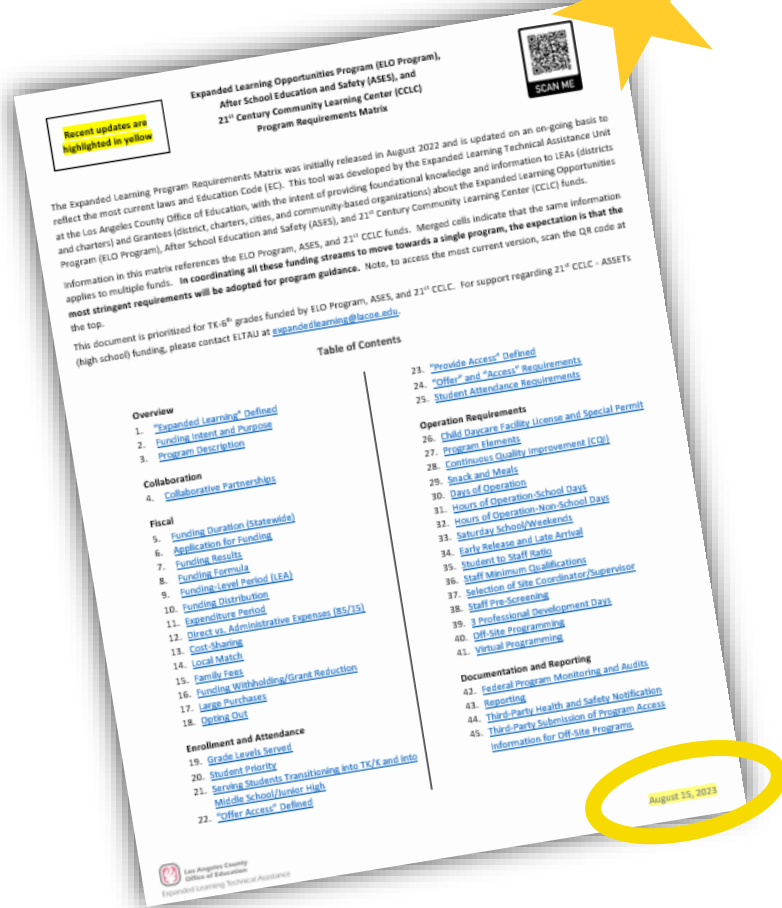 Recent updates are
highlighted in yellow
Expanded Learning Opportunities Program (ELO Program),
After School Education and Safety (ASES), and
21st Century Community Learning Center (CCLC)
Program Requirements Matrix
SCAN ME
The Expanded Learning Program Requirements Matrix was initially released in August 2022 and is updated on an on-going basis to
reflect the most current laws and Education Code (EC). This tool was developed by the Expanded Learning Technical Assistance Unit
at the Los Angeles County Office of Education, with the intent of providing foundational knowledge and information to LEAs (districts
and charters) and Grantees (district, charters, cities, and community-based organizations) about the Expanded Learning Opportunities
Program (ELO Program), After School Education and Safety (ASES), and 21st Century Community Learning Center (CCLC) funds.
Information in this matrix references the ELO Program, ASES, and 21st CCLC funds. Merged cells indicate that the same information
applies to multiple funds. In coordinating all these funding streams to move towards a single program, the expectation is that the
most stringent requirements will be adopted for program guidance. Note, to access the most current version, scan the QR code at
the top.
This document is prioritized for TK-6th grades funded by ELO Program, ASES, and 21st CCLC. For support regarding 21st CCLC - ASSETs
(high school) funding, please contact ELTAU at expandedlearning@lacoe.edu.
Table of Contents
Overview
1. "Expanded Learning" Defined
2. Funding Intent and Purpose
3. Program Description
Collaboration
4. Collaborative Partnerships
Fiscal
5. Funding Duration (Statewide)
6. Application for Funding
7. Funding Results
8. Funding Formula
9. Funding-Level Period (LEA)
10. Funding Distribution
11. Expenditure Period
12. Direct vs. Administrative Expenses (85/15)
13. Cost-Sharing
14. Local Match
15. Family Fees
16. Funding Withholding/Grant Reduction
17. Large Purchases
18. Opting Out
Enrollment and Attendance
19. Grade Levels Served
20. Student Priority
21. Serving Students Transitioning into TK/K and into
Middle School/Junior High
22. "Offer Access" Defined
23. "Provide Access" Defined
24. "Offer" and "Access" Requirements
25. Student Attendance Requirements
Operation Requirements
26. Child Daycare Facility License and Special Permit
27. Program Elements
28. Continuous Quality Improvement (CQI)
29. Snack and Meals
30. Days of Operation
31. Hours of Operation-School Days
32. Hours of Operation-Non-School Days
33. Saturday School/Weekends
34. Early Release and Late Arrival
35. Student to Staff Ratio
36. Staff Minimum Qualifications
37. Selection of Site Coordinator/Supervisor
38. Staff Pre-Screening
39. 3 Professional Development Days
40. Off-Site Programming
41. Virtual Programming
Documentation and Reporting
42. Federal Program Monitoring and Audits
43. Reporting
44. Third-Party Health and Safety Notification
45. Third-Party Submission of Program Access
Information for Off-Site Programs
August 15, 2023
Los Angeles County
Office of Education
Expanded Learning Technical Assistance